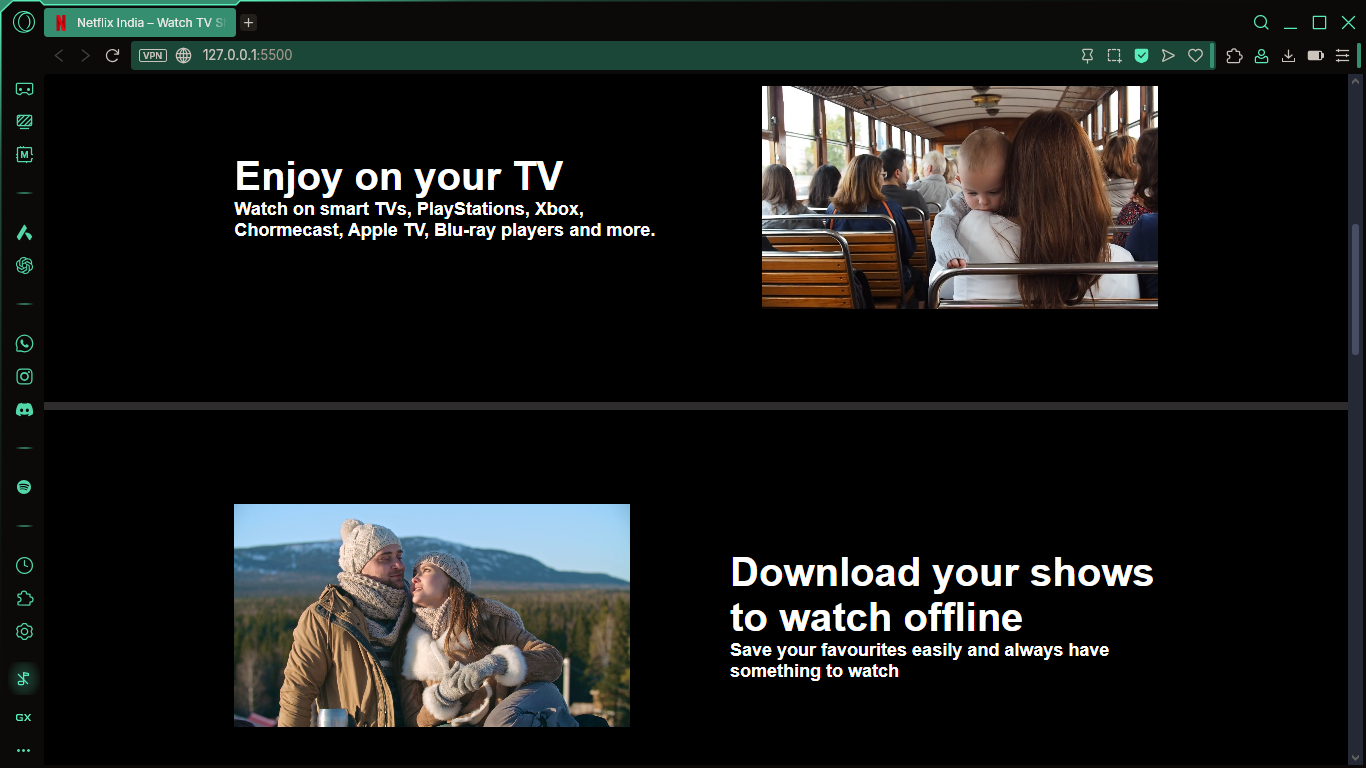 Netflix India – Watch TV S
VPN
127.0.0.1:5500
M
Enjoy on your TV
Watch on smart TVs, PlayStations, Xbox,
Chormecast, Apple TV, Blu-ray players and more.
Download your shows
to watch offline
Save your favourites easily and always have
something to watch
GX